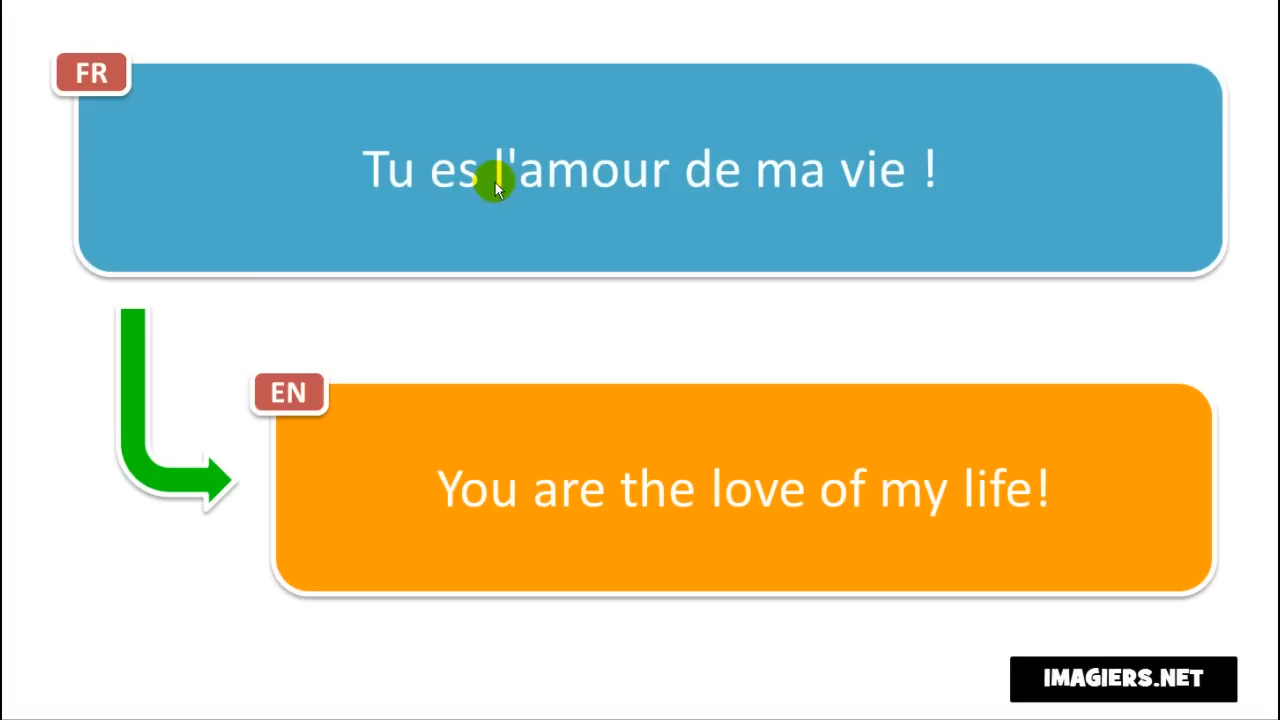 FR
Tu es l'amour de ma vie !
EN
You are the love of my life!
IMAGIERS.NET